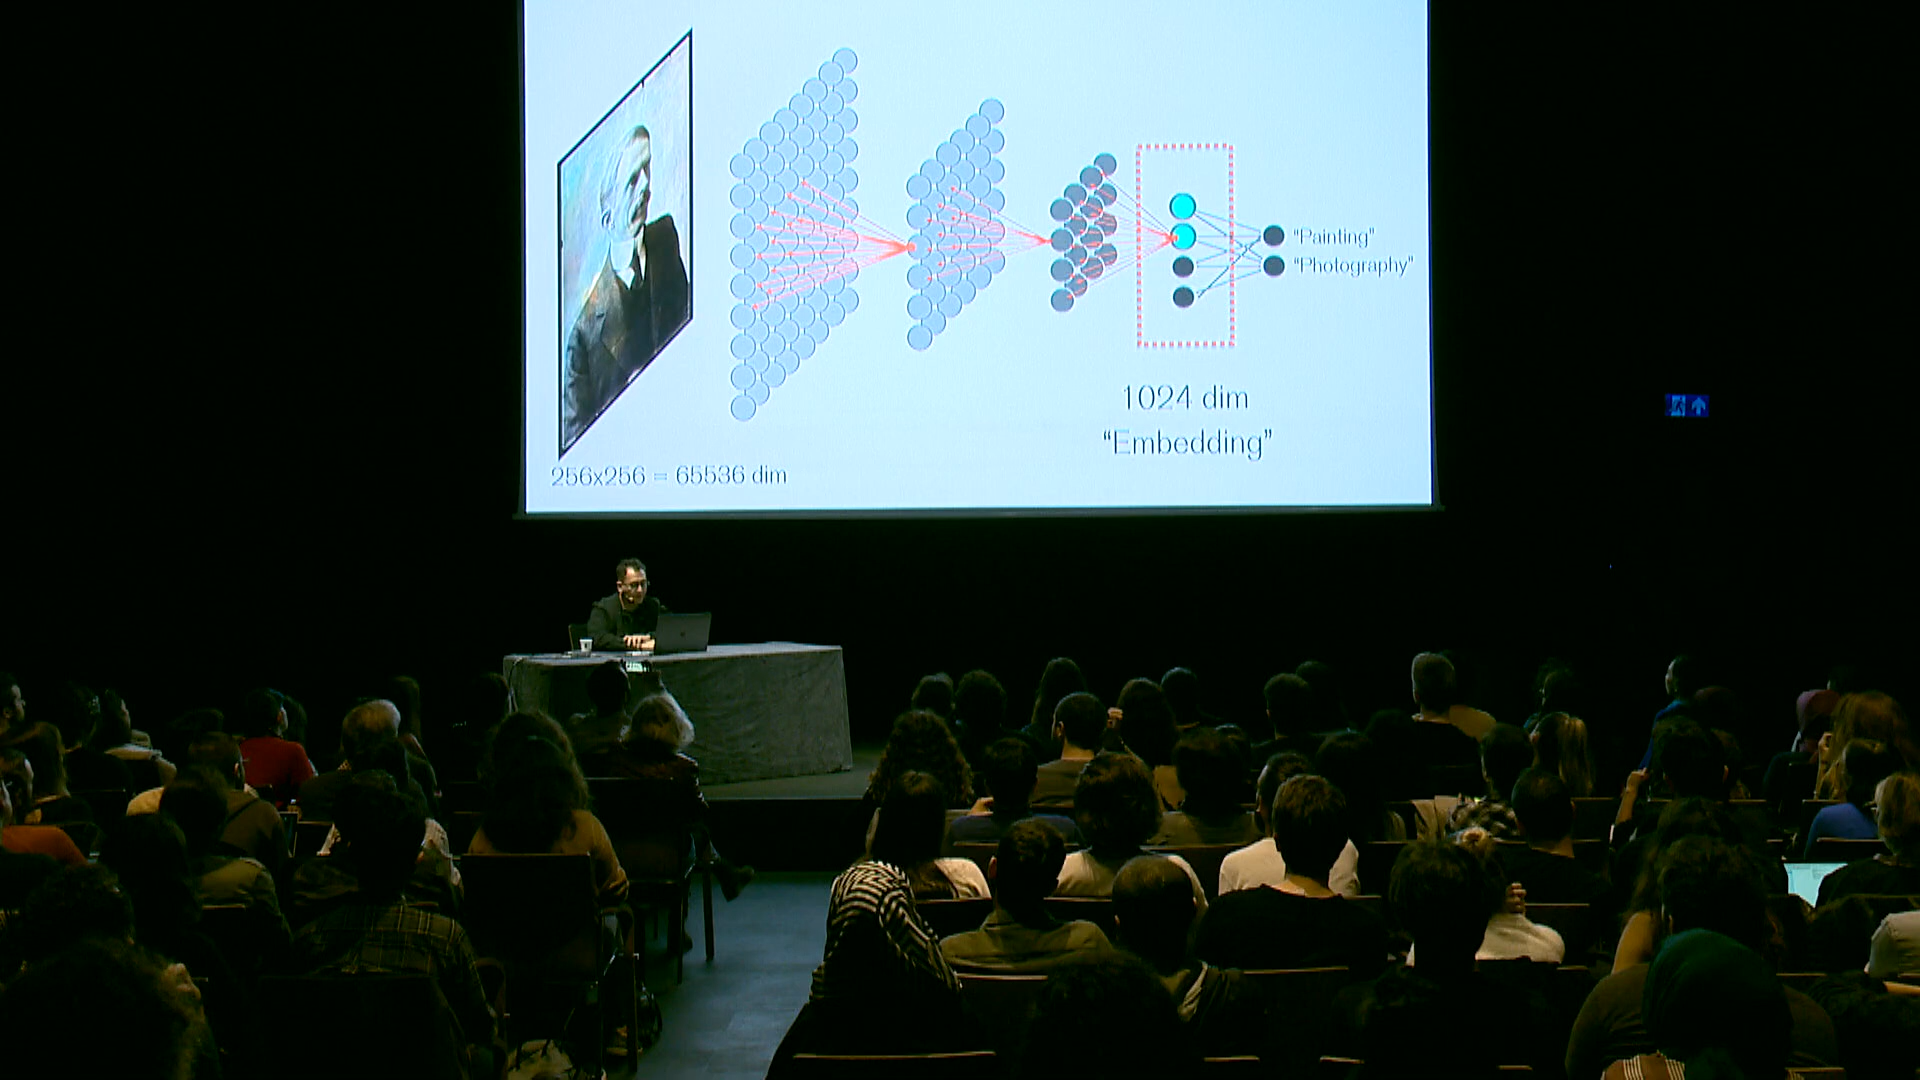 “Painting”
“Photography”
1024 dim
“Embedding”
256x256 = 65536 dim